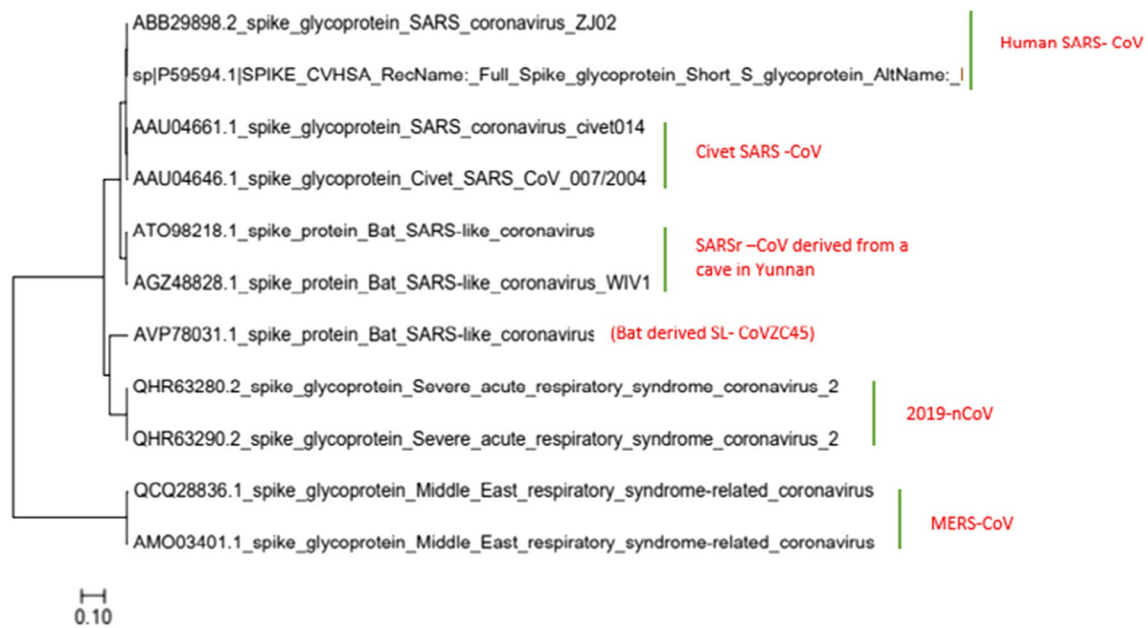 ABB29898.2_spike_glycoprotein_SARS_coronavirus_ZJ02
Human SARS- CoV
sp|P59594.1|SPIKE_CVHSA_RecName:_Full_Spike_glycoprotein_Short_S_glycoprotein_AltName:_
AAU04661.1_spike_glycoprotein_SARS_coronavirus_civet014
Civet SARS -CoV
AAU04646.1_spike_glycoprotein_Civet_SARS_CoV_007/2004
ATO98218.1_spike_protein_Bat_SARS-like_coronavirus
SARSr –CoV derived from a
cave in Yunnan
AGZ48828.1_spike_protein_Bat_SARS-like_coronavirus_WIV1
AVP78031.1_spike_protein_Bat_SARS-like_coronavirus (Bat derived SL- CoVZC45)
QHR63280.2_spike_glycoprotein_Severe_acute_respiratory_syndrome_coronavirus_2
2019-nCoV
QHR63290.2_spike_glycoprotein_Severe_acute_respiratory_syndrome_coronavirus_2
QCQ28836.1_spike_glycoprotein_Middle_East_respiratory_syndrome-related_coronavirus
MERS-CoV
AMO03401.1_spike_glycoprotein_Middle_East_respiratory_syndrome-related_coronavirus
0.10